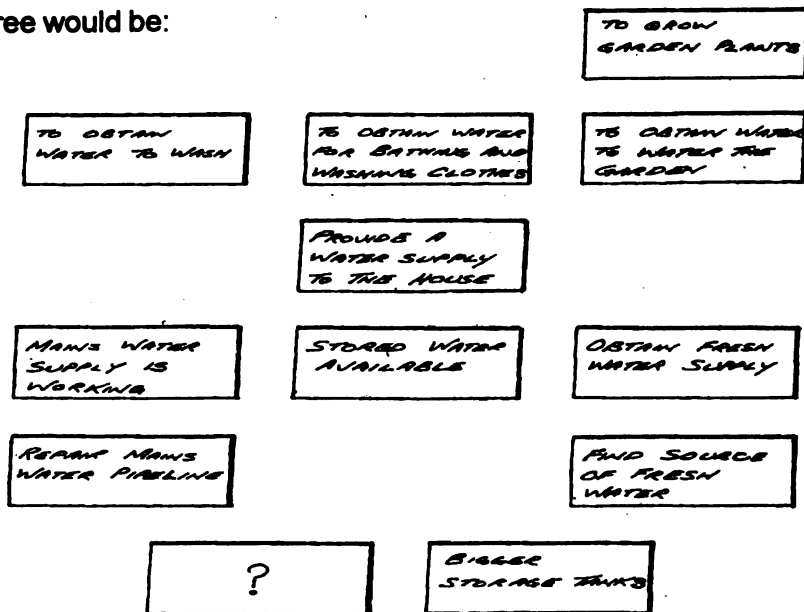 ree would be:
TO GROW
GARDEN PLANTS
TO OBTAIN
WATER TO WASH
TO OBTAIN WATER
FOR BATHING AND
WASHING CLOTHES
TO OBTAIN WATER
TO WATER THE
GARDEN
PROVIDE A
WATER SUPPLY
TO THE HOUSE
MAINS WATER
SUPPLY IS
WORKING
STORED WATER
AVAILABLE
OBTAIN FRESH
WATER SUPPLY
REPAIR MAINS
WATER PIPELINE
FIND SOURCE
OF FRESH
WATER
?
BIGGER
STORAGE TANKS